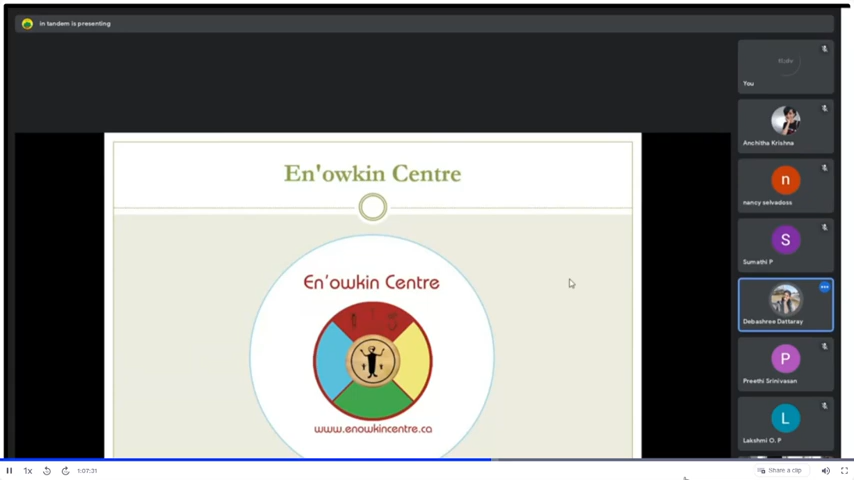 in tandem is presenting
En'owkin Centre
En'owkin Centre
www.enowkincentre.ca
You
Anchitha Krishna
n
nancy selvadoss
S
Sumathi P
Debashree Dattaray
P
Preethi Srinivasan
L
Lakshmi O. P
1x
1:07:31
Share a clip